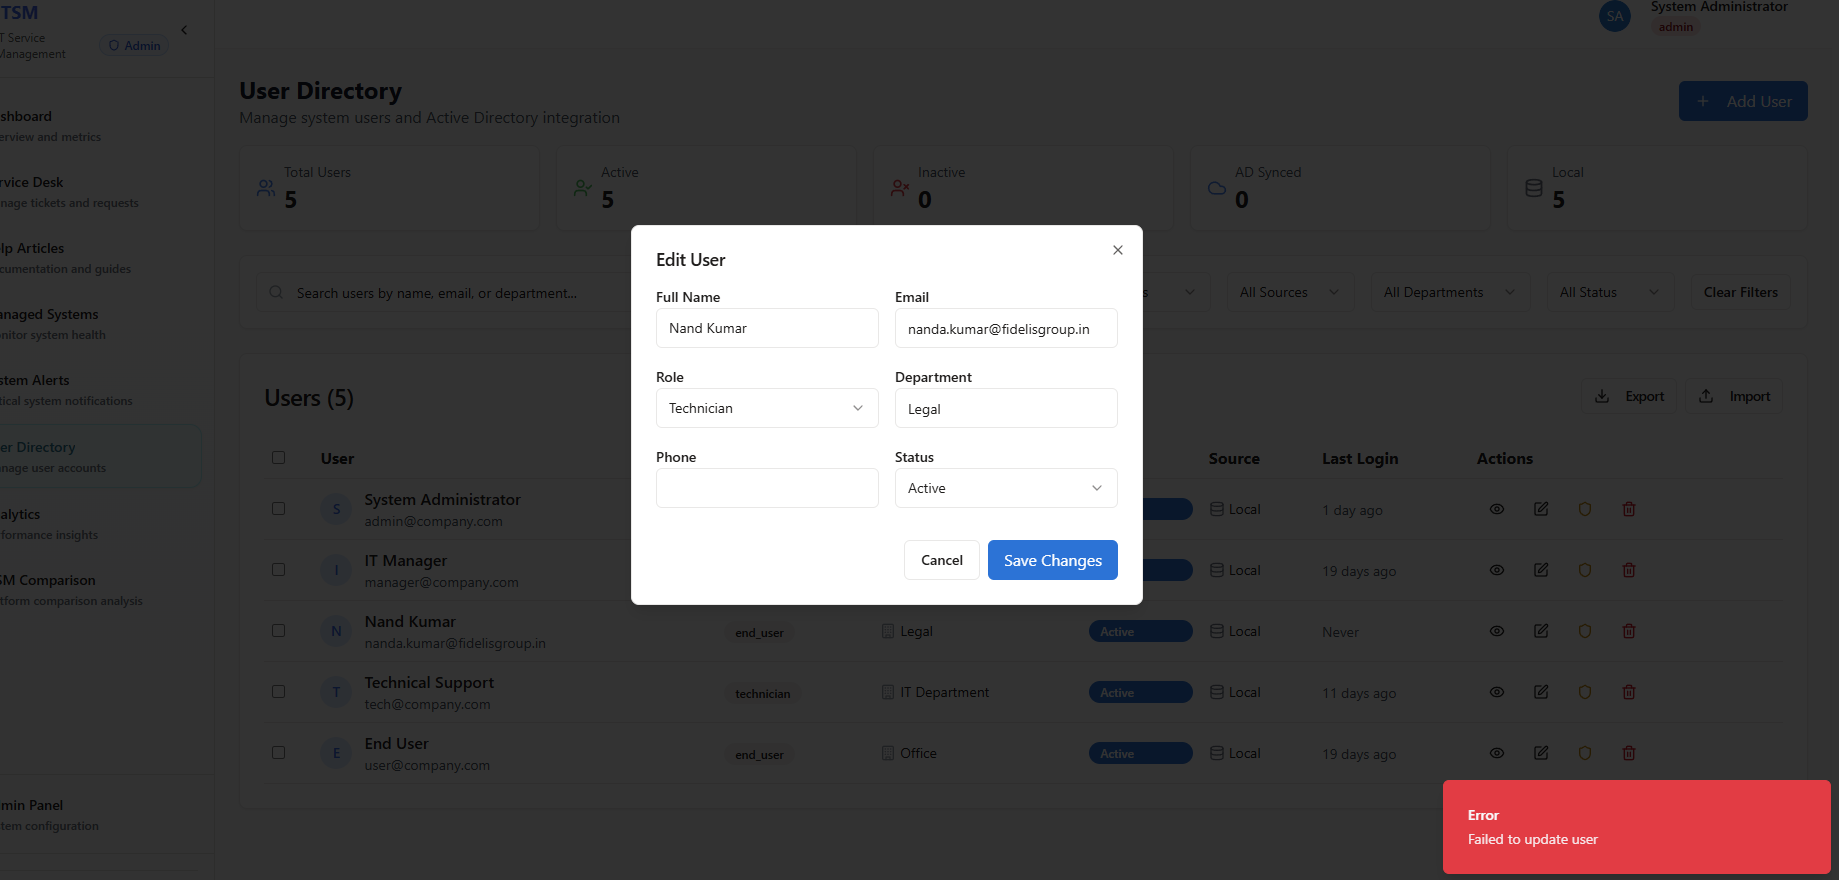 TSM
System Administrator
SA
admin
T Service
Management
Admin
User Directory
Manage system users and Active Directory integration
Add User
shboard
erview and metrics
Total Users
5
Active
5
Inactive
0
AD Synced
0
Local
5
rvice Desk
nage tickets and requests
lp Articles
cumentation and guides
Search users by name, email, or department...
s
All Sources
All Departments
All Status
Clear Filters
anaged Systems
nitor system health
stem Alerts
tical system notifications
er Directory
anage user accounts
alytics
formance insights
SM Comparison
tform comparison analysis
min Panel
tem configuration
Edit User
Full Name
Nand Kumar
Email
nanda.kumar@fidelisgroup.in
Role
Technician
Department
Legal
Phone
Status
Active
Cancel
Save Changes
Users (5)
Export
Import
User
Source
Last Login
Actions
S
System Administrator
admin@company.com
Local
1 day ago
I
IT Manager
manager@company.com
Local
19 days ago
N
Nand Kumar
nanda.kumar@fidelisgroup.in
end_user
Legal
Active
Local
Never
T
Technical Support
tech@company.com
technician
IT Department
Active
Local
11 days ago
E
End User
user@company.com
end_user
Office
Active
Local
19 days ago
Error
Failed to update user